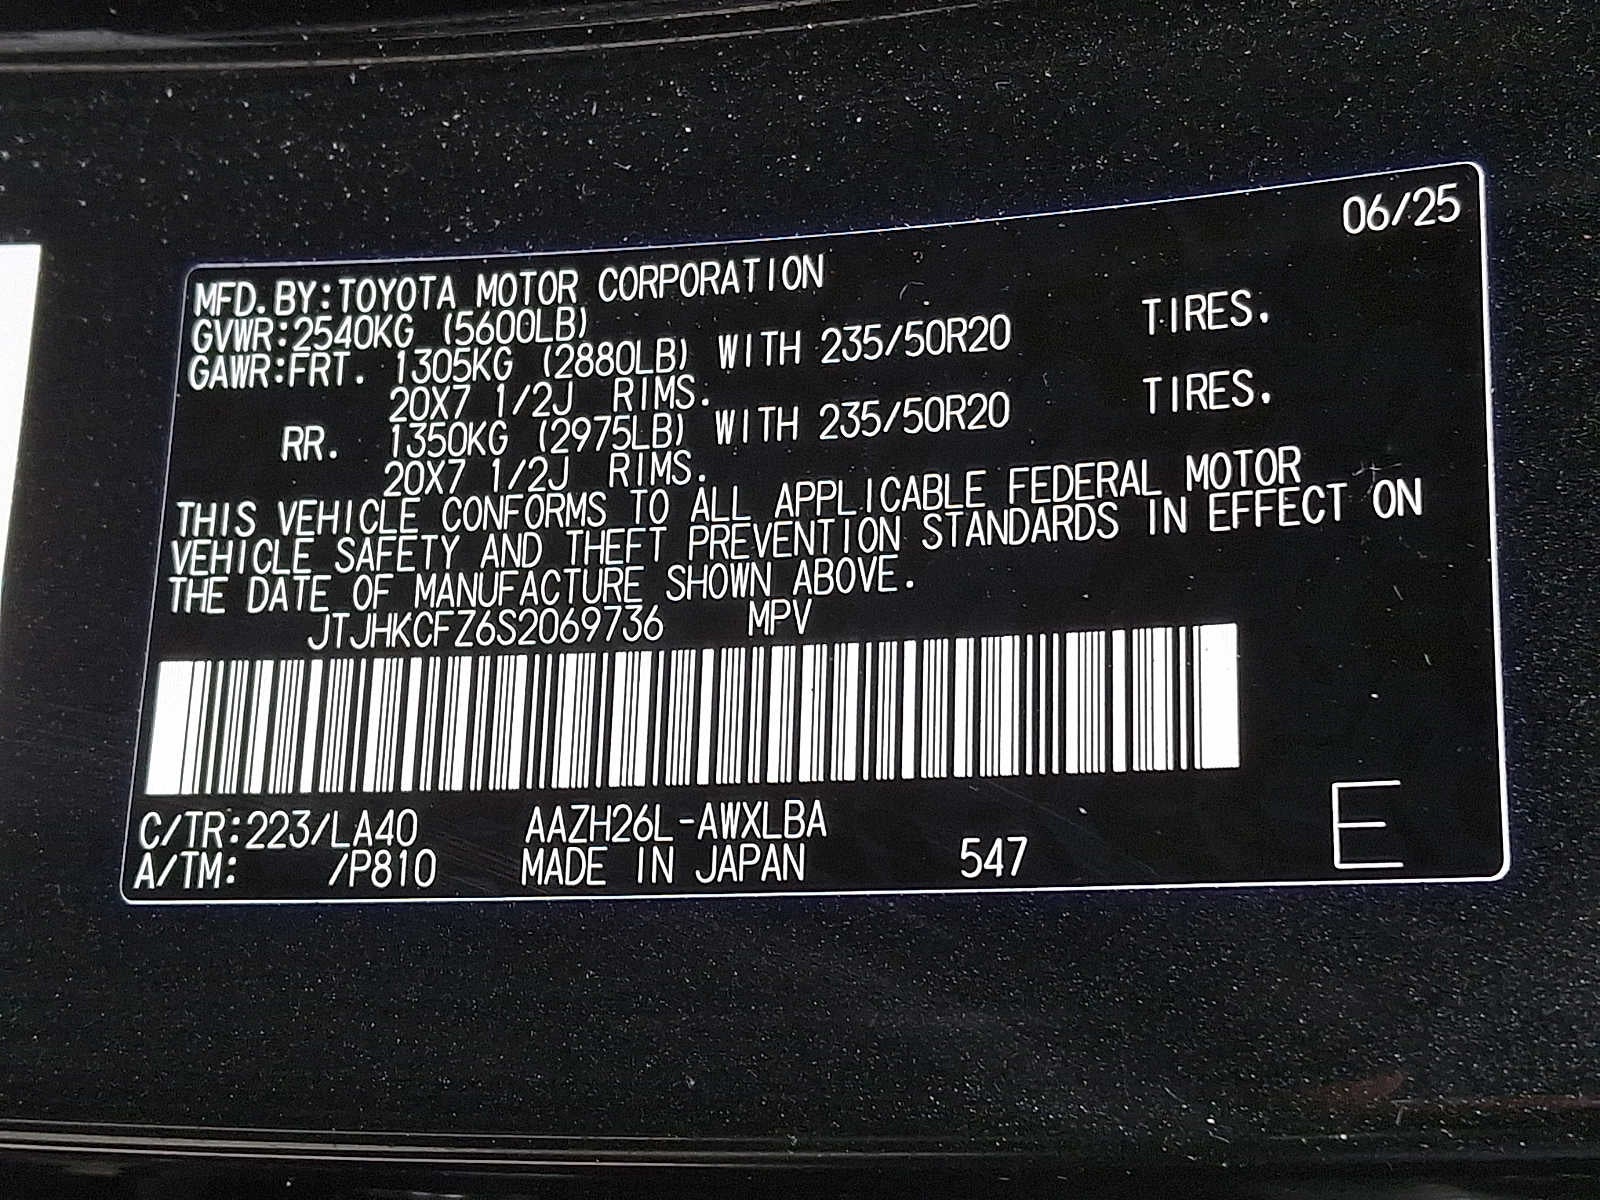 06/25
MFD.BY:TOYOTA MOTOR CORPORATION
GVWR:2540KG (5600LB)
GAWR:FRT. 1305KG (2880LB) WITH 235/50R20 TIRES.
20X7 1/2J RIMS.
RR. 1350KG (2975LB) WITH 235/50R20 TIRES.
20X7 1/2J RIMS.
THIS VEHICLE CONFORMS TO ALL APPLICABLE FEDERAL MOTOR
VEHICLE SAFETY AND THEFT PREVENTION STANDARDS IN EFFECT ON
THE DATE OF MANUFACTURE SHOWN ABOVE.
JTJHKCFZ6S2069736 MPV
C/TR:223/LA40 AAZH26L-AWXLBA
A/TM: /P810 MADE IN JAPAN 547 E